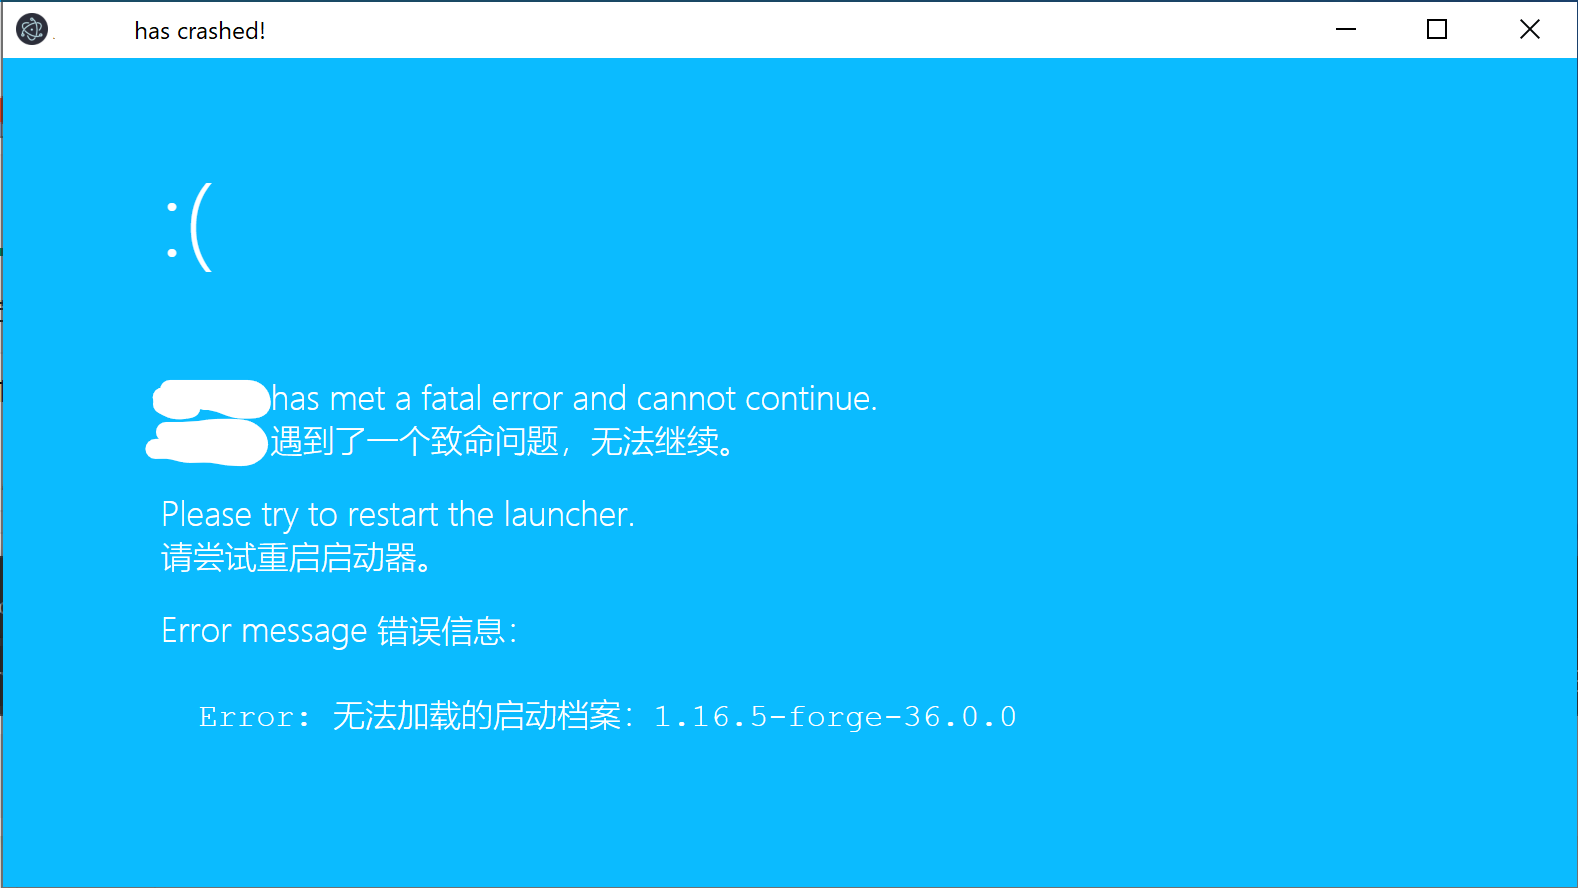 has crashed!
:(
has met a fatal error and cannot continue.
遇到了一个致命问题，无法继续。
Please try to restart the launcher.
请尝试重启启动器。
Error message 错误信息：
Error: 无法加载的启动档案：1.16.5-forge-36.0.0